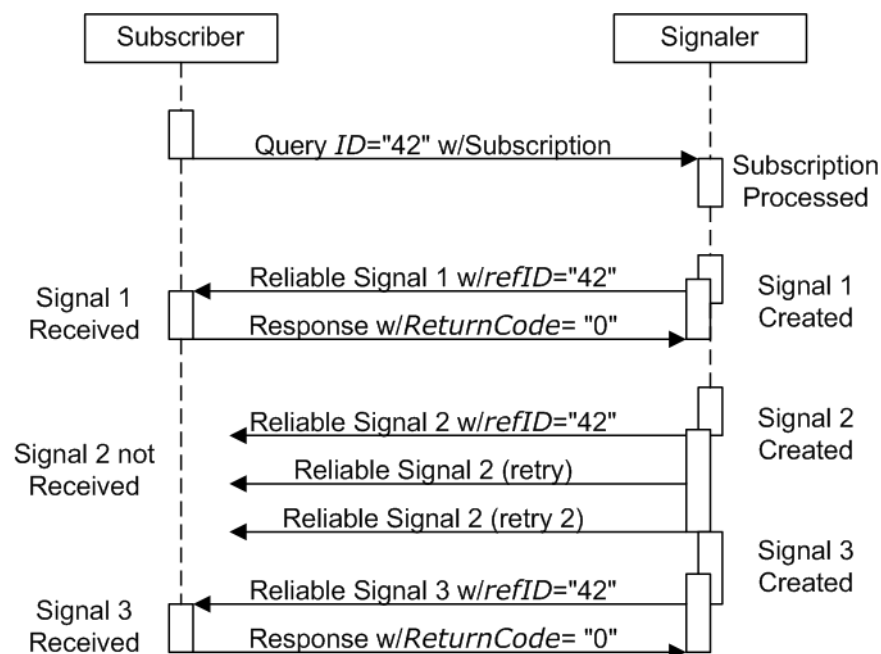 Subscriber
Signaler
Query ID="42" w/Subscription
Subscription
Processed
Reliable Signal 1 w/refID="42"
Signal 1
Received
Signal 1
Created
Response w/ReturnCode= "0"
Reliable Signal 2 w/refID="42"
Signal 2
Created
Signal 2 not
Received
Reliable Signal 2 (retry)
Reliable Signal 2 (retry 2)
Signal 3
Created
Reliable Signal 3 w/refID="42"
Signal 3
Received
Response w/ReturnCode= "0"